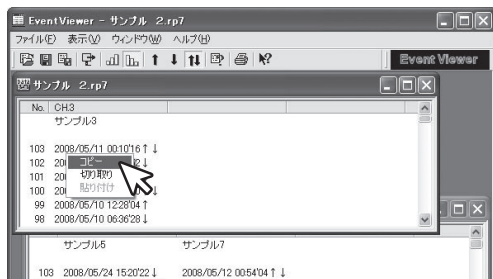 EventViewer - サンプル 2.rp7
ファイル(F) 表示(V) ウィンドウ(W) ヘルプ(H)
Event Viewer
サンプル 2.rp7
No. CH3
サンプル3
103 2008/05/11 00:10'16↑↓
102 20
コピー
101 20
切り取り
100 20
貼り付け
99 2008/05/10 12:28'04↑
98 2008/05/10 06:36'28↓
サンプル5 サンプル7
103 2008/05/24 15:20'22↓ 2008/05/12 00:54'04↑↓